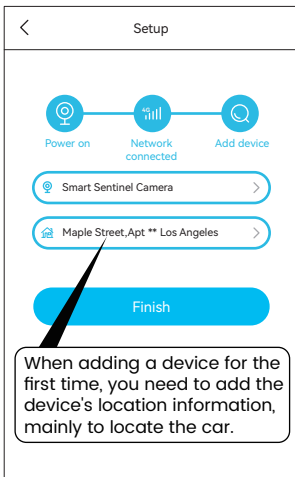 Setup
4G
Power on
Network
connected
Add device
Smart Sentinel Camera
Maple Street,Apt ** Los Angeles
Finish
When adding a device for the
first time, you need to add the
device's location information,
mainly to locate the car.